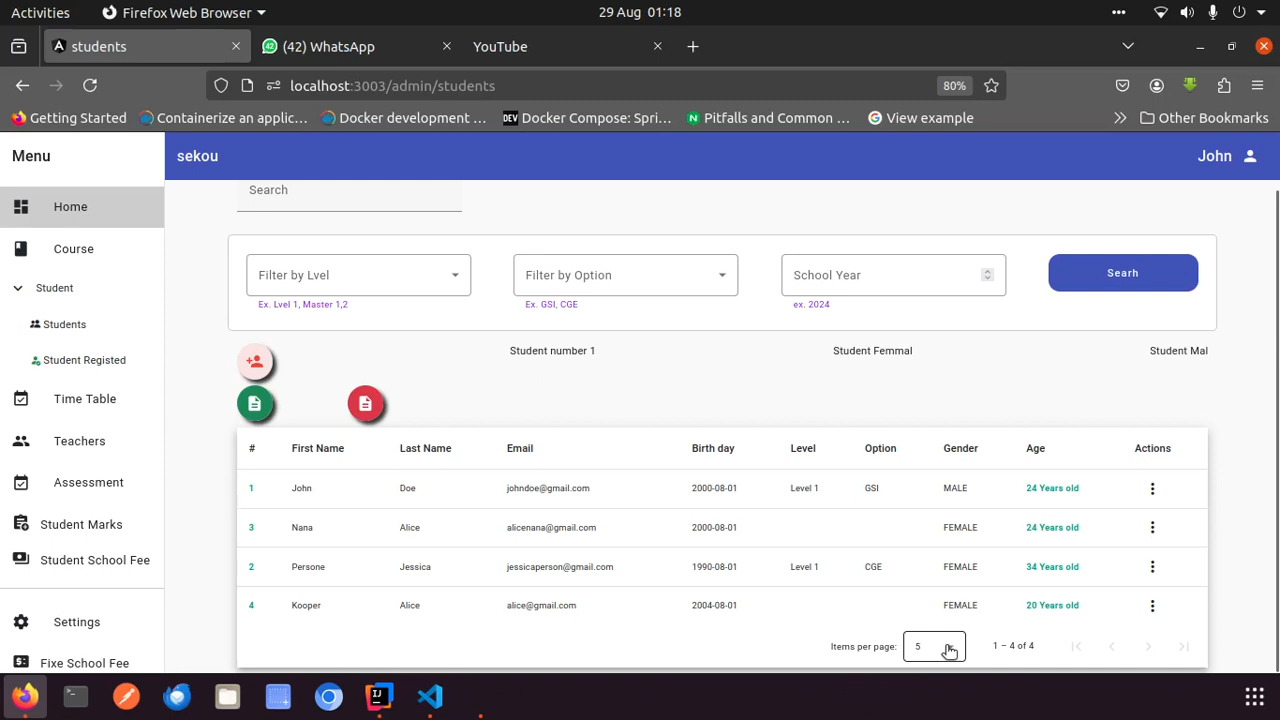 Activities Firefox Web Browser 29 Aug 01:18
students (42) WhatsApp YouTube
localhost:3003/admin/students 80%
Getting Started Containerize an applic... Docker development ... DEV Docker Compose: Spri... Pitfalls and Common ... View example Other Bookmarks
Menu sekou John
Search
Home
Course
Student
Students
Student Registed
Time Table
Teachers
Assessment
Student Marks
Student School Fee
Settings
Fixe School Fee
Filter by Lvel Filter by Option School Year Searh
Ex. Lvel 1, Master 1,2 Ex. GSI, CGE ex. 2024
Student number 1 Student Femmal Student Mal
# First Name Last Name Email Birth day Level Option Gender Age Actions
1 John Doe johndoe@gmail.com 2000-08-01 Level 1 GSI MALE 24 Years old
3 Nana Alice alicenana@gmail.com 2000-08-01 FEMALE 24 Years old
2 Persone Jessica jessicaperson@gmail.com 1990-08-01 Level 1 CGE FEMALE 34 Years old
4 Kooper Alice alice@gmail.com 2004-08-01 FEMALE 20 Years old
Items per page: 5 1 – 4 of 4